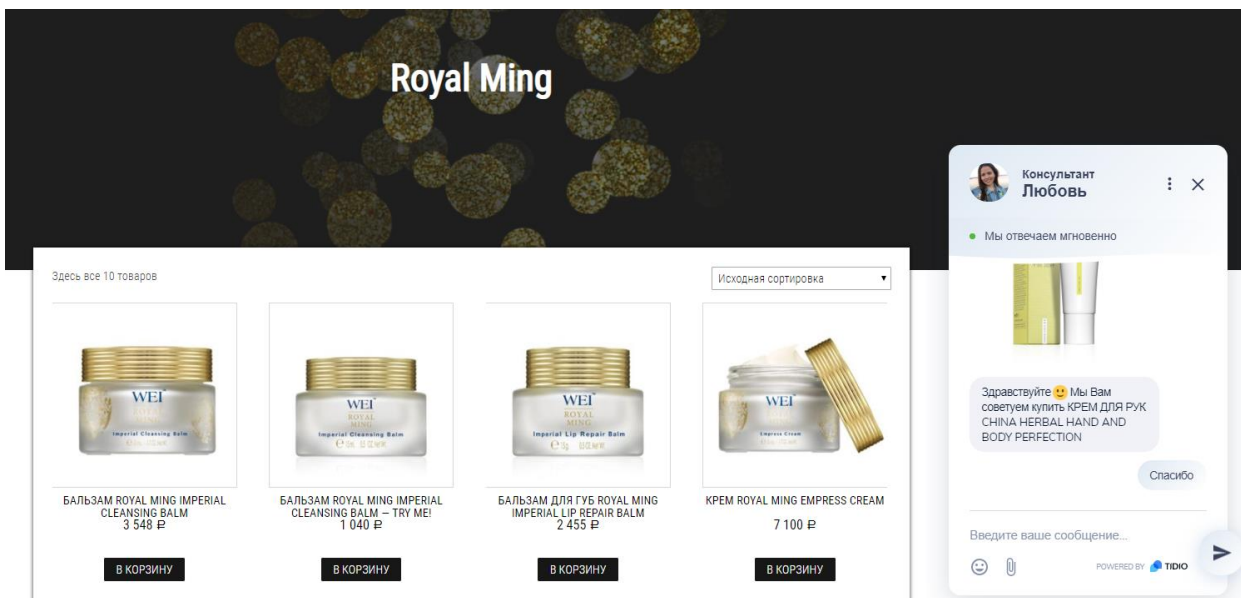 Royal Ming
Здесь все 10 товаров
Исходная сортировка
WEI
ROYAL
MING
Imperial Cleansing Balm
WEI
ROYAL
MING
Imperial Cleansing Balm
WEI
ROYAL
MING
Imperial Lip Repair Balm
WEI
ROYAL
MING
Empress Cream
БАЛЬЗАМ ROYAL MING IMPERIAL
CLEANSING BALM
3 548 ₽
В КОРЗИНУ
БАЛЬЗАМ ROYAL MING IMPERIAL
CLEANSING BALM – TRY ME!
1 040 ₽
В КОРЗИНУ
БАЛЬЗАМ ДЛЯ ГУБ ROYAL MING
IMPERIAL LIP REPAIR BALM
2 455 ₽
В КОРЗИНУ
КРЕМ ROYAL MING EMPRESS CREAM
7 100 ₽
В КОРЗИНУ
Консультант
Любовь
Мы отвечаем мгновенно
Здравствуйте🙂 Мы Вам
советуем купить КРЕМ ДЛЯ РУК
CHINA HERBAL HAND AND
BODY PERFECTION
Спасибо
Введите ваше сообщение...
POWERED BY TIDIO